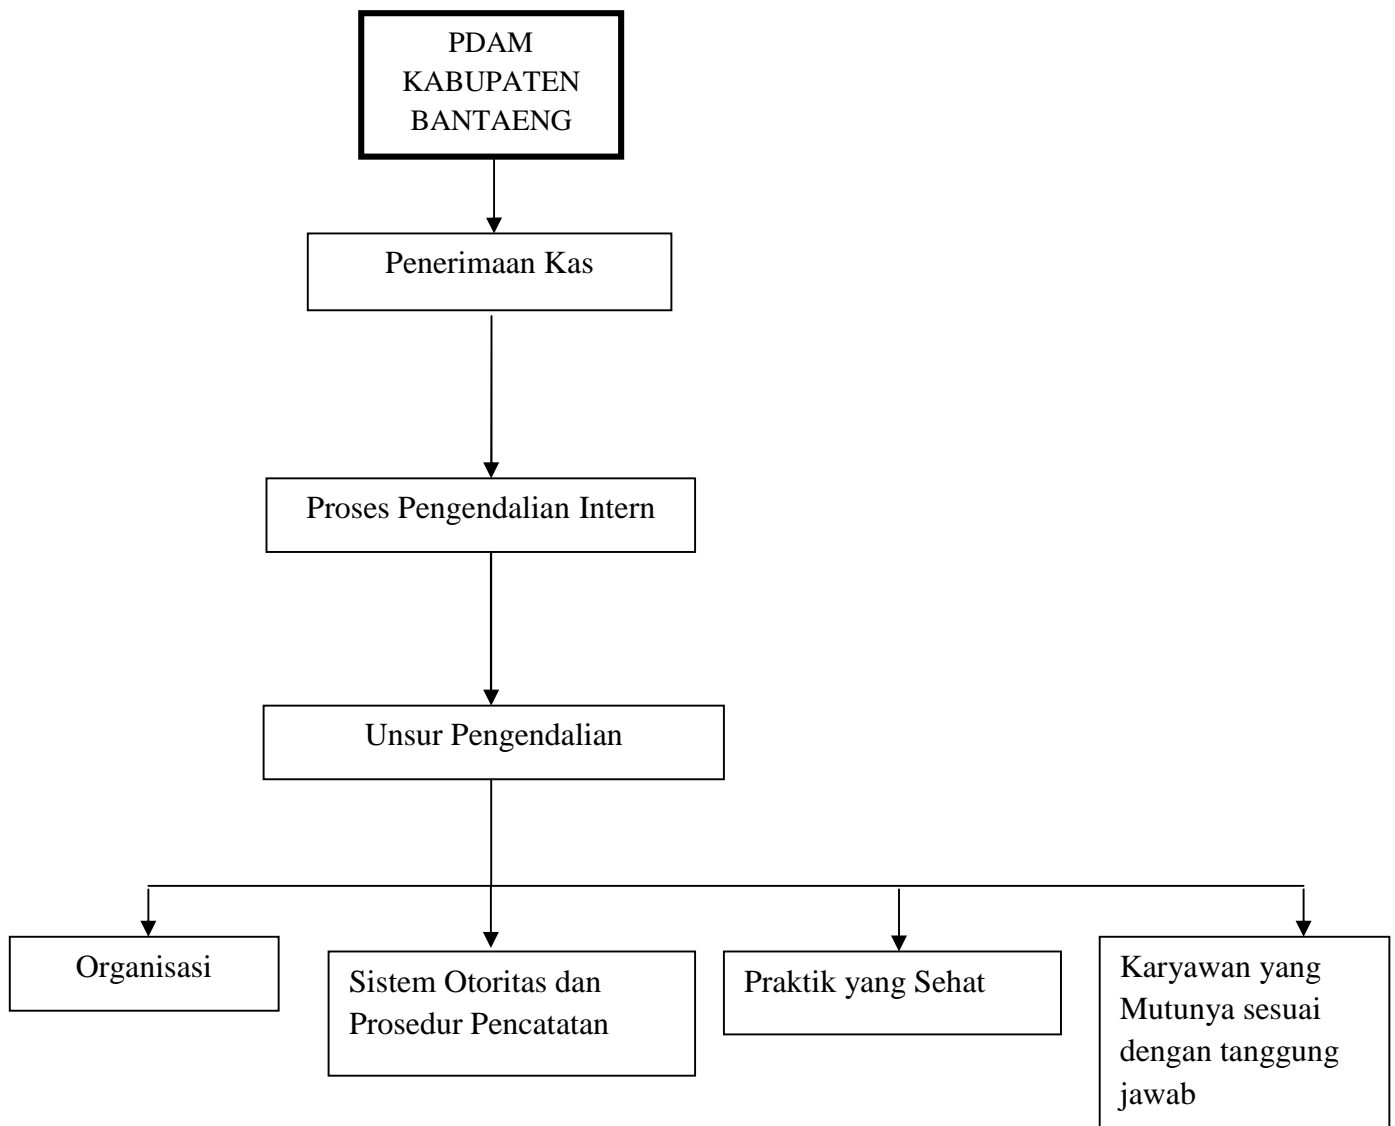 PDAM
KABUPATEN
BANTAENG
Penerimaan Kas
Proses Pengendalian Intern
Unsur Pengendalian
Organisasi
Sistem Otoritas dan
Prosedur Pencatatan
Praktik yang Sehat
Karyawan yang
Mutunya sesuai
dengan tanggung
jawab